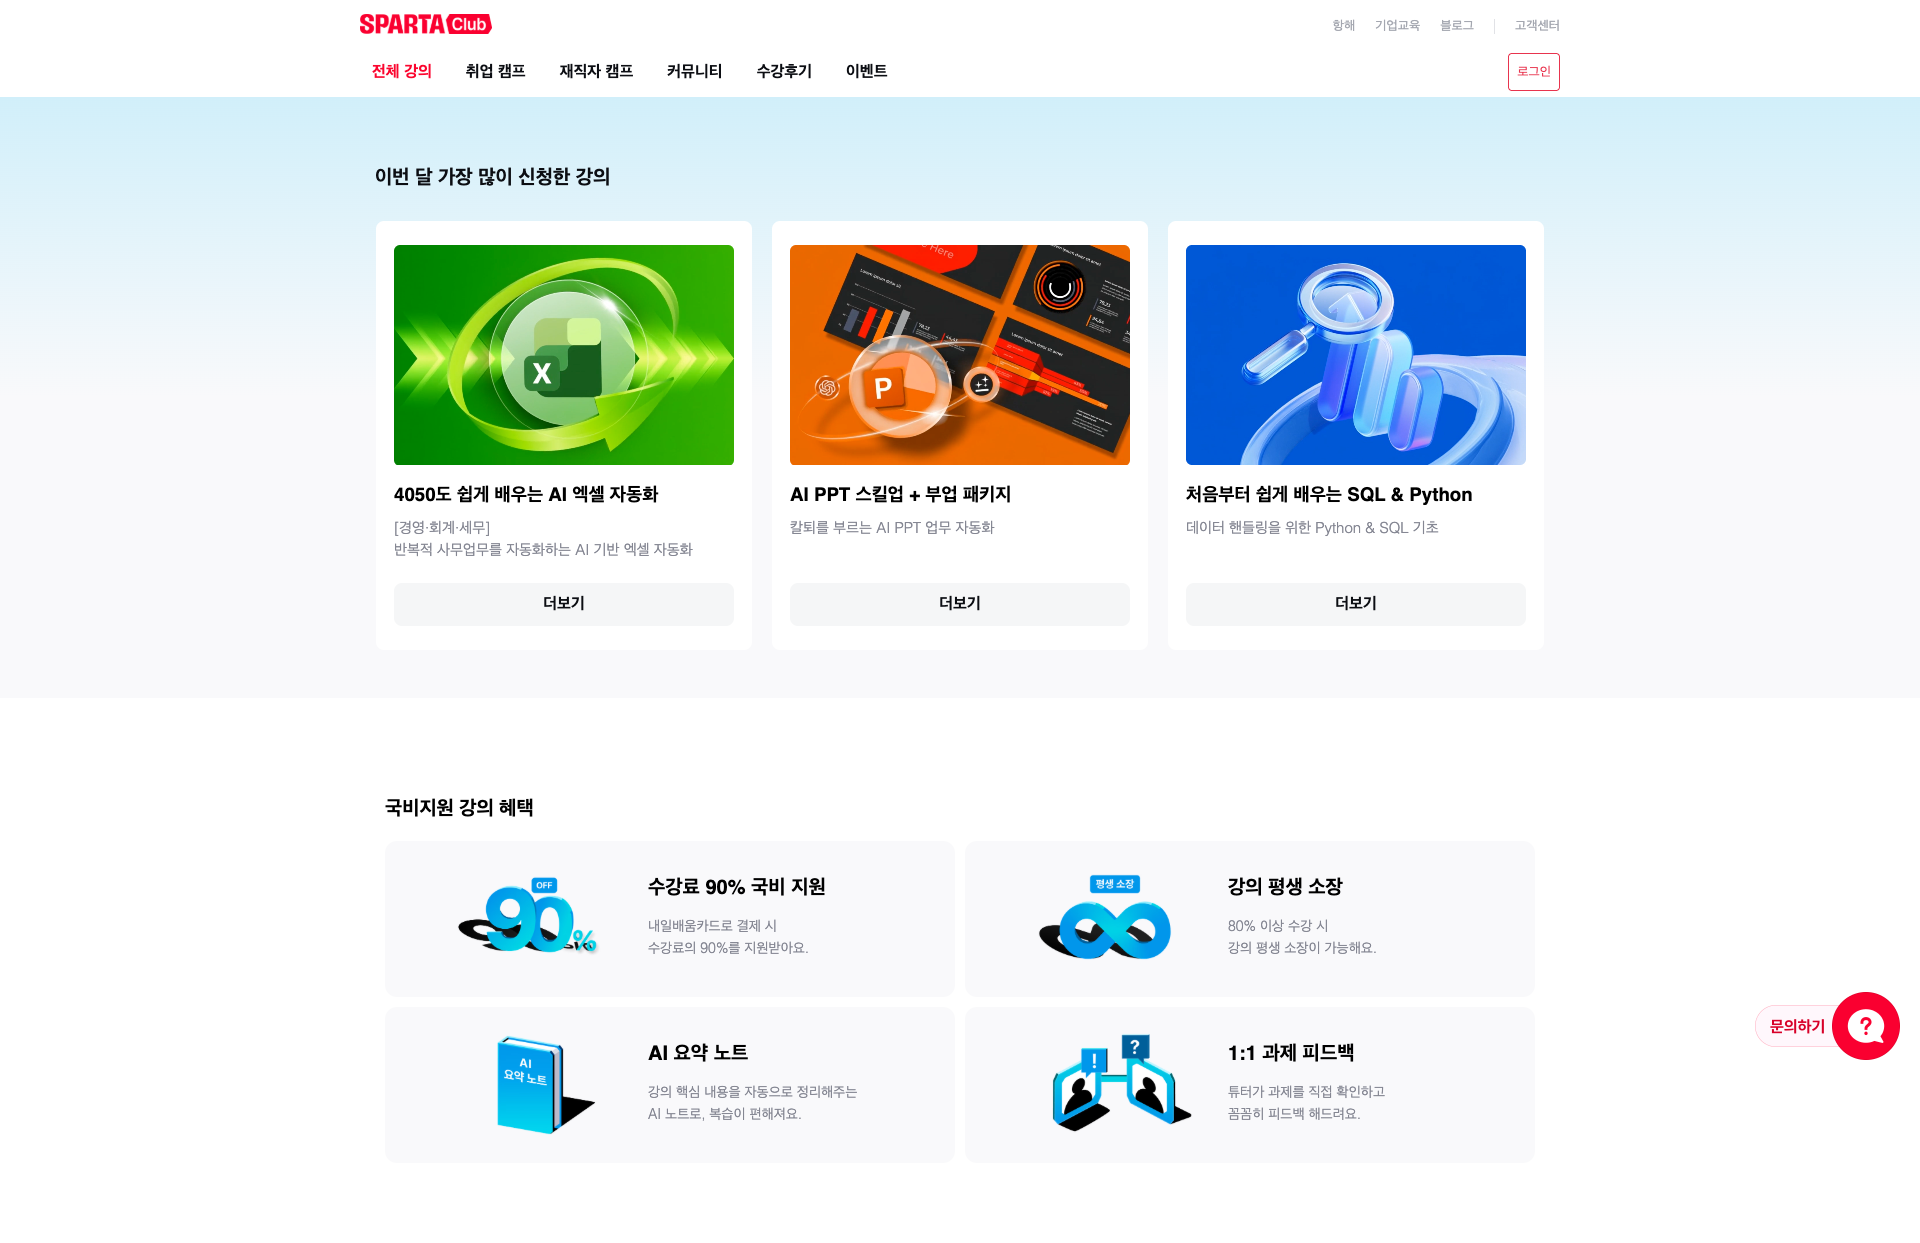 SPARTA Club
항해
기업교육
블로그
고객센터
전체 강의
취업 캠프
재직자 캠프
커뮤니티
수강후기
이벤트
로그인
이번 달 가장 많이 신청한 강의
X
P
4050도 쉽게 배우는 AI 엑셀 자동화
[경영·회계·세무]
반복적 사무업무를 자동화하는 AI 기반 엑셀 자동화
더보기
AI PPT 스킬업 + 부업 패키지
칼퇴를 부르는 AI PPT 업무 자동화
더보기
처음부터 쉽게 배우는 SQL & Python
데이터 핸들링을 위한 Python & SQL 기초
더보기
국비지원 강의 혜택
OFF
90%
수강료 90% 국비 지원
내일배움카드로 결제 시
수강료의 90%를 지원받아요.
평생 소장
강의 평생 소장
80% 이상 수강 시
강의 평생 소장이 가능해요.
AI
요약 노트
AI 요약 노트
강의 핵심 내용을 자동으로 정리해주는
AI 노트로, 복습이 편해져요.
!
?
1:1 과제 피드백
튜터가 과제를 직접 확인하고
꼼꼼히 피드백 해드려요.
문의하기
?